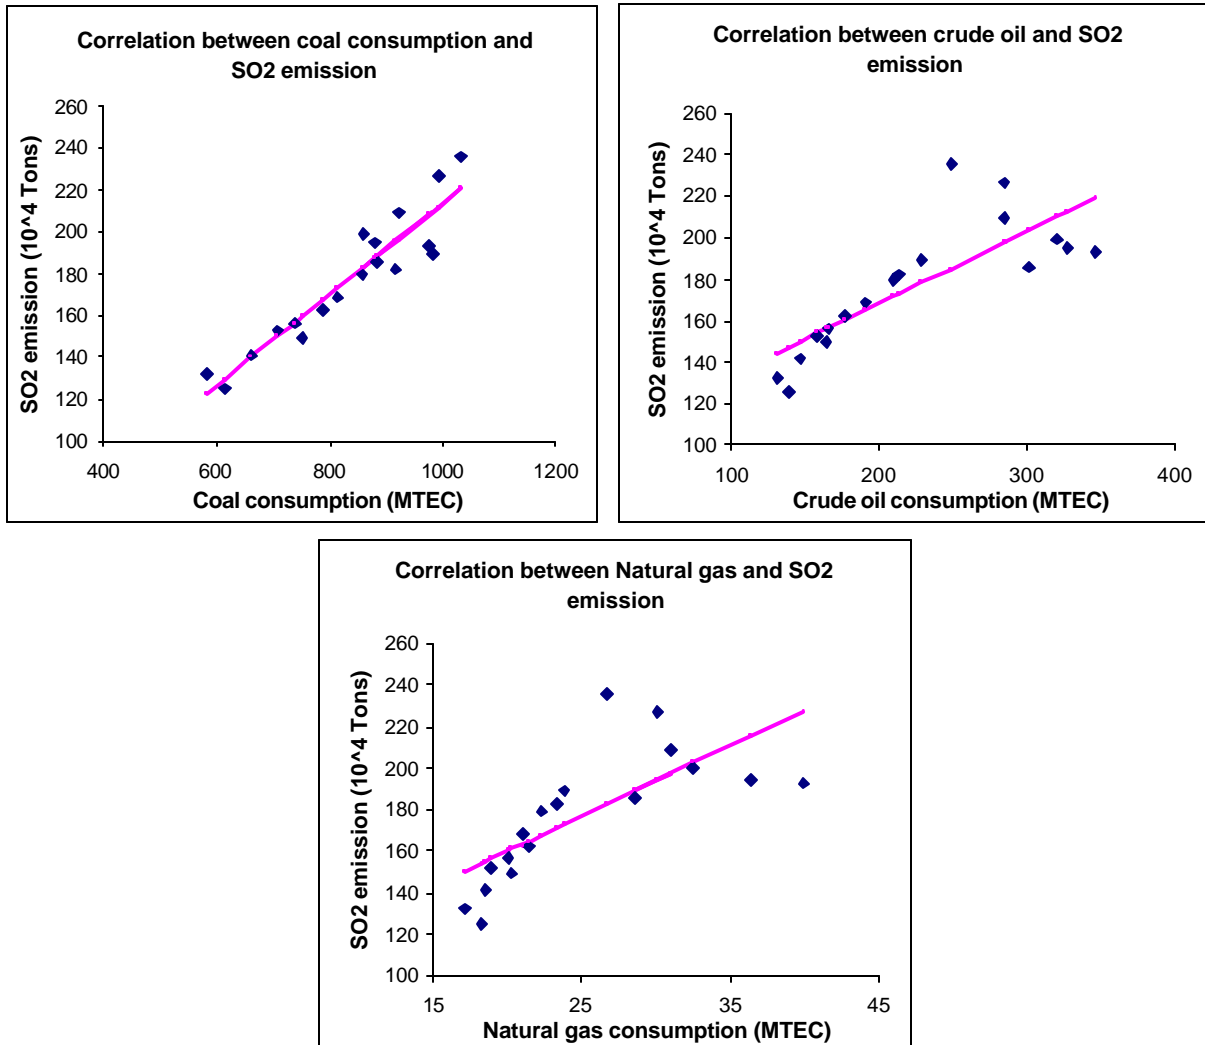 Correlation between coal consumption and
SO2 emission
SO2 emission (10^4 Tons)
260
240
220
200
180
160
140
120
100
400 600 800 1000 1200
Coal consumption (MTEC)
Correlation between crude oil and SO2
emission
SO2 emission (10^4 Tons)
260
240
220
200
180
160
140
120
100
100 200 300 400
Crude oil consumption (MTEC)
Correlation between Natural gas and SO2
emission
SO2 emission (10^4 Tons)
260
240
220
200
180
160
140
120
100
15 25 35 45
Natural gas consumption (MTEC)